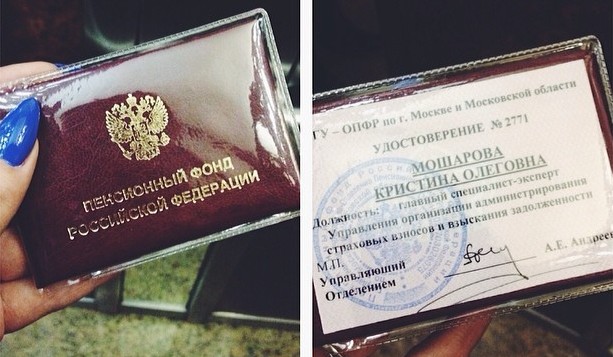 ПЕНСИОННЫЙ ФОНД
РОССИЙСКОЙ ФЕДЕРАЦИИ
ГУ – ОПФР по г. Москве и Московской области
УДОСТОВЕРЕНИЕ № 2771
МОШАРОВА
КРИСТИНА ОЛЕГОВНА
Должность: главный специалист-эксперт
Управления организации администрирования
страховых взносов и взыскания задолженности
М.П.
Управляющий
Отделением
А.Е.